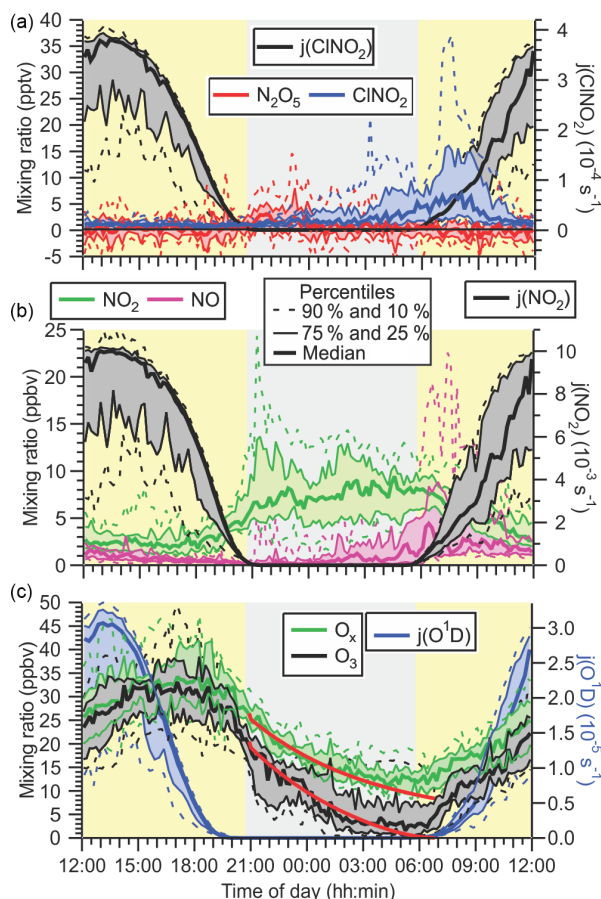 (a)
40
35
30
25
20
15
10
5
0
-5
Mixing ratio (pptv)
j(ClNO₂)
N₂O₅
ClNO₂
4
3
2
1
0
j(ClNO₂) (10⁻⁴ s⁻¹)
NO₂
NO
Percentiles
90 % and 10 %
75 % and 25 %
Median
j(NO₂)
(b)
25
20
15
10
5
0
Mixing ratio (ppbv)
10
8
6
4
2
0
j(NO₂) (10⁻³ s⁻¹)
(c)
50
45
40
35
30
25
20
15
10
5
0
Mixing ratio (ppbv)
Oₓ
O₃
j(O¹D)
3.0
2.5
2.0
1.5
1.0
0.5
0.0
j(O¹D) (10⁻⁵ s⁻¹)
12:00 15:00 18:00 21:00 00:00 03:00 06:00 09:00 12:00
Time of day (hh:min)